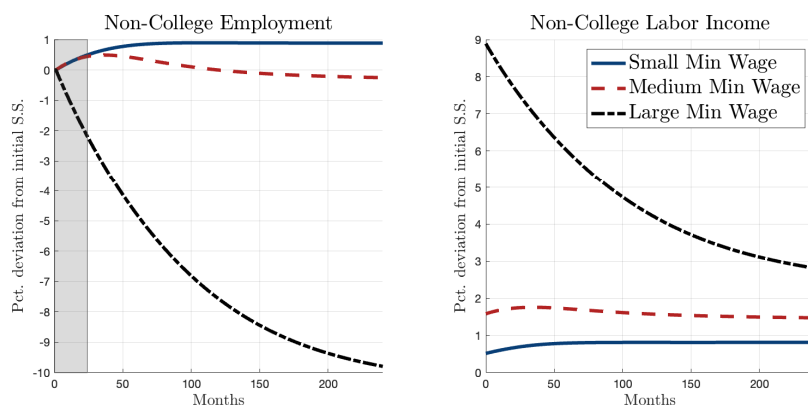 Non-College Employment
Pct. deviation from initial S.S.
1
0
-1
-2
-3
-4
-5
-6
-7
-8
-9
-10
0 50 100 150 200
Months
Non-College Labor Income
Pct. deviation from initial S.S.
9
8
7
6
5
4
3
2
1
0
0 50 100 150 200
Months
Small Min Wage
Medium Min Wage
Large Min Wage